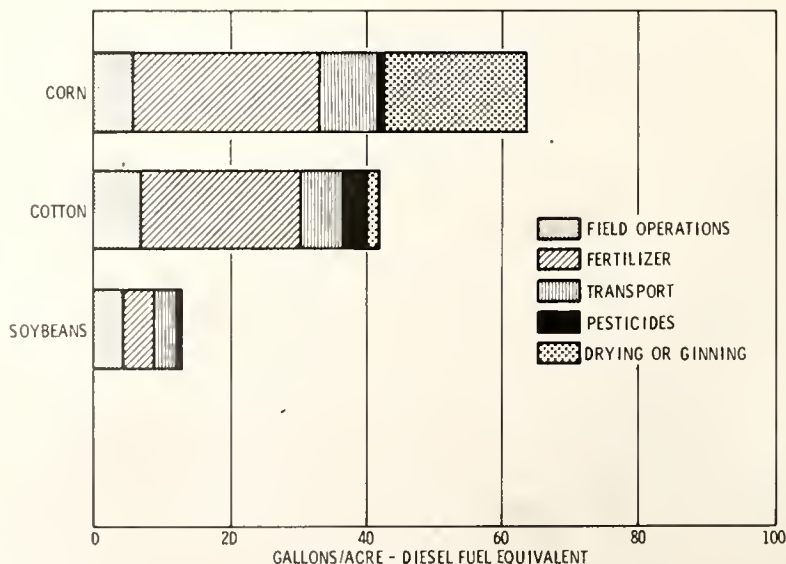 CORN
COTTON
SOYBEANS
FIELD OPERATIONS
FERTILIZER
TRANSPORT
PESTICIDES
DRYING OR GINNING
0 20 40 60 80 100
GALLONS/ACRE - DIESEL FUEL EQUIVALENT